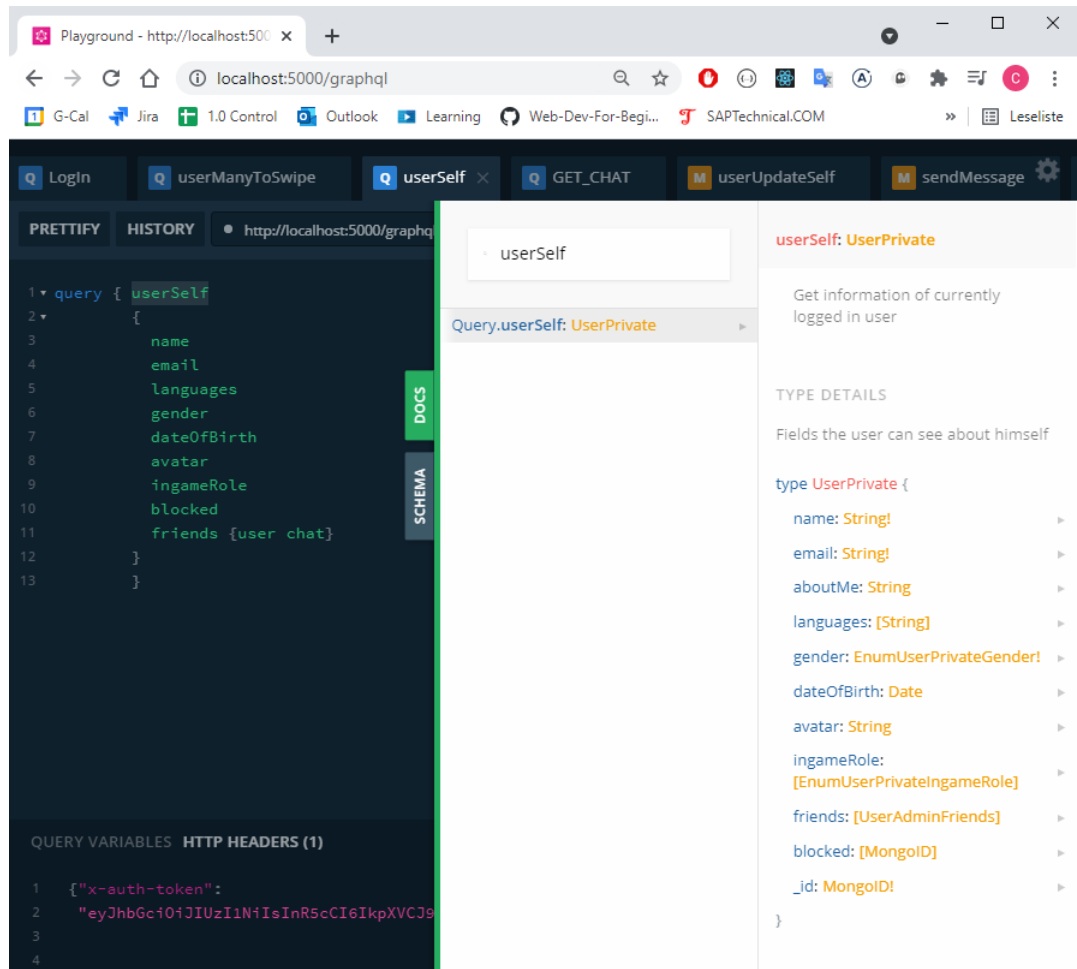 Playground - http://localhost:500
localhost:5000/graphql
G-Cal Jira 1.0 Control Outlook Learning Web-Dev-For-Begi... SAPTechnical.COM » Leseliste
Q LogIn Q userManyToSwipe Q userSelf Q GET_CHAT M userUpdateSelf M sendMessage
PRETTIFY HISTORY http://localhost:5000/graphq
1 query { userSelf
2 {
3 name
4 email
5 languages
6 gender
7 dateOfBirth
8 avatar
9 ingameRole
10 blocked
11 friends {user chat}
12 }
13 }
QUERY VARIABLES HTTP HEADERS (1)
1 {"x-auth-token":
2 "eyJhbGciOiJIUzI1NiIsInR5cCI6IkpXVCJ9
3
4
DOCS
SCHEMA
userSelf
Query.userSelf: UserPrivate
userSelf: UserPrivate
Get information of currently
logged in user
TYPE DETAILS
Fields the user can see about himself
type UserPrivate {
name: String!
email: String!
aboutMe: String
languages: [String]
gender: EnumUserPrivateGender!
dateOfBirth: Date
avatar: String
ingameRole:
[EnumUserPrivateIngameRole]
friends: [UserAdminFriends]
blocked: [MongoID]
_id: MongoID!
}